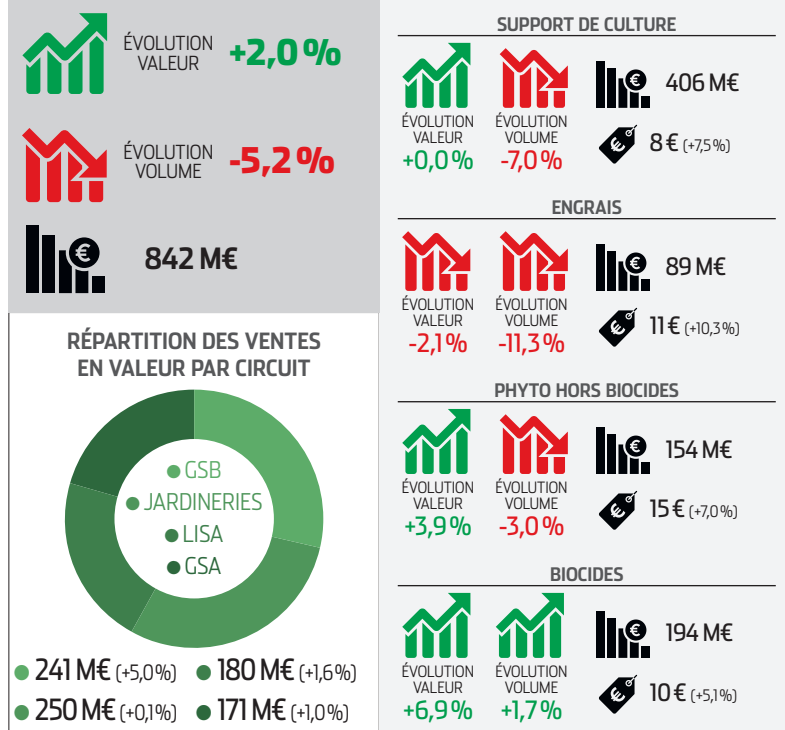 ÉVOLUTION
VALEUR +2,0 %
ÉVOLUTION
VOLUME -5,2 %
€ 842 M€
RÉPARTITION DES VENTES
EN VALEUR PAR CIRCUIT
GSB
JARDINERIES
LISA
GSA
241 M€ (+5,0%) 180 M€ (+1,6%)
250 M€ (+0,1%) 171 M€ (+1,0%)
SUPPORT DE CULTURE
€ 406 M€
ÉVOLUTION VALEUR +0,0%
ÉVOLUTION VOLUME -7,0%
€ 8 € (+7,5%)
ENGRAIS
€ 89 M€
ÉVOLUTION VALEUR -2,1%
ÉVOLUTION VOLUME -11,3%
€ 11 € (+10,3%)
PHYTO HORS BIOCIDES
€ 154 M€
ÉVOLUTION VALEUR +3,9%
ÉVOLUTION VOLUME -3,0%
€ 15 € (+7,0%)
BIOCIDES
€ 194 M€
ÉVOLUTION VALEUR +6,9%
ÉVOLUTION VOLUME +1,7%
€ 10 € (+5,1%)